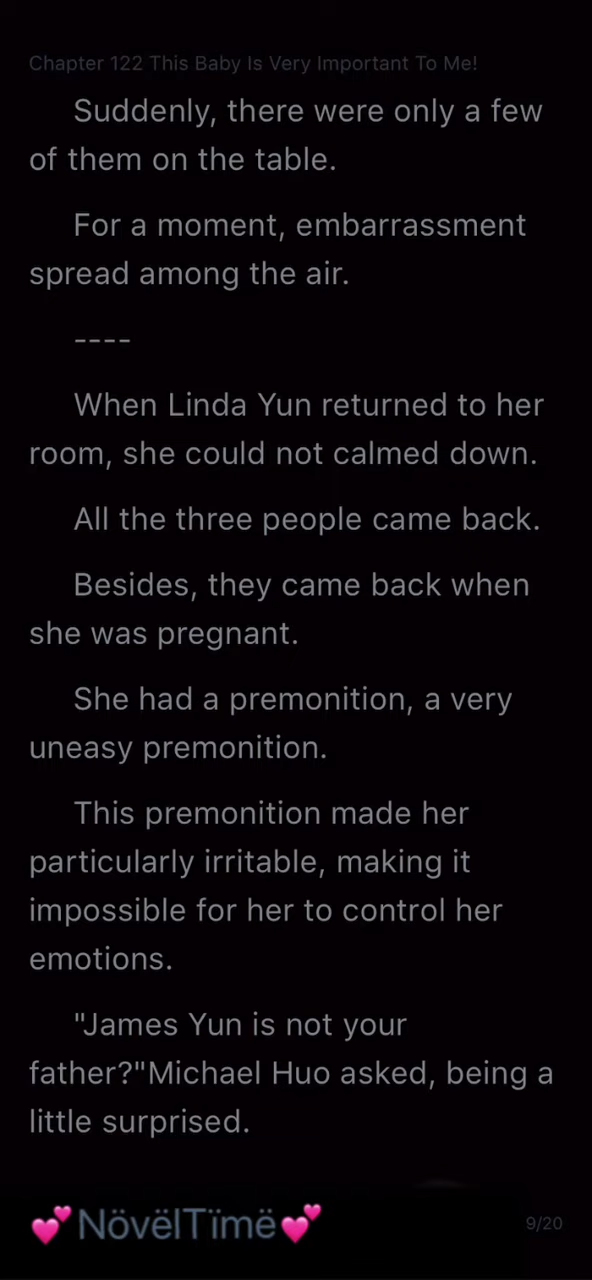 Chapter 122 This Baby Is Very Important To Me!
Suddenly, there were only a few
of them on the table.
For a moment, embarrassment
spread among the air.
----
When Linda Yun returned to her
room, she could not calmed down.
All the three people came back.
Besides, they came back when
she was pregnant.
She had a premonition, a very
uneasy premonition.
This premonition made her
particularly irritable, making it
impossible for her to control her
emotions.
"James Yun is not your
father?"Michael Huo asked, being a
little surprised.
💕NövëlTïmë💕
9/20